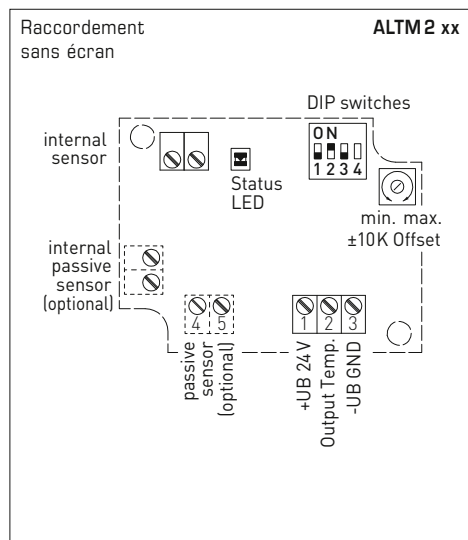 Raccordement
sans écran
ALTM 2 xx
DIP switches
ON
1 2 3 4
internal
sensor
Status
LED
min. max.
±10K Offset
internal
passive
sensor
(optional)
4 5
passive
sensor
(optional)
1 2 3
+UB 24 V
Output Temp.
-UB GND